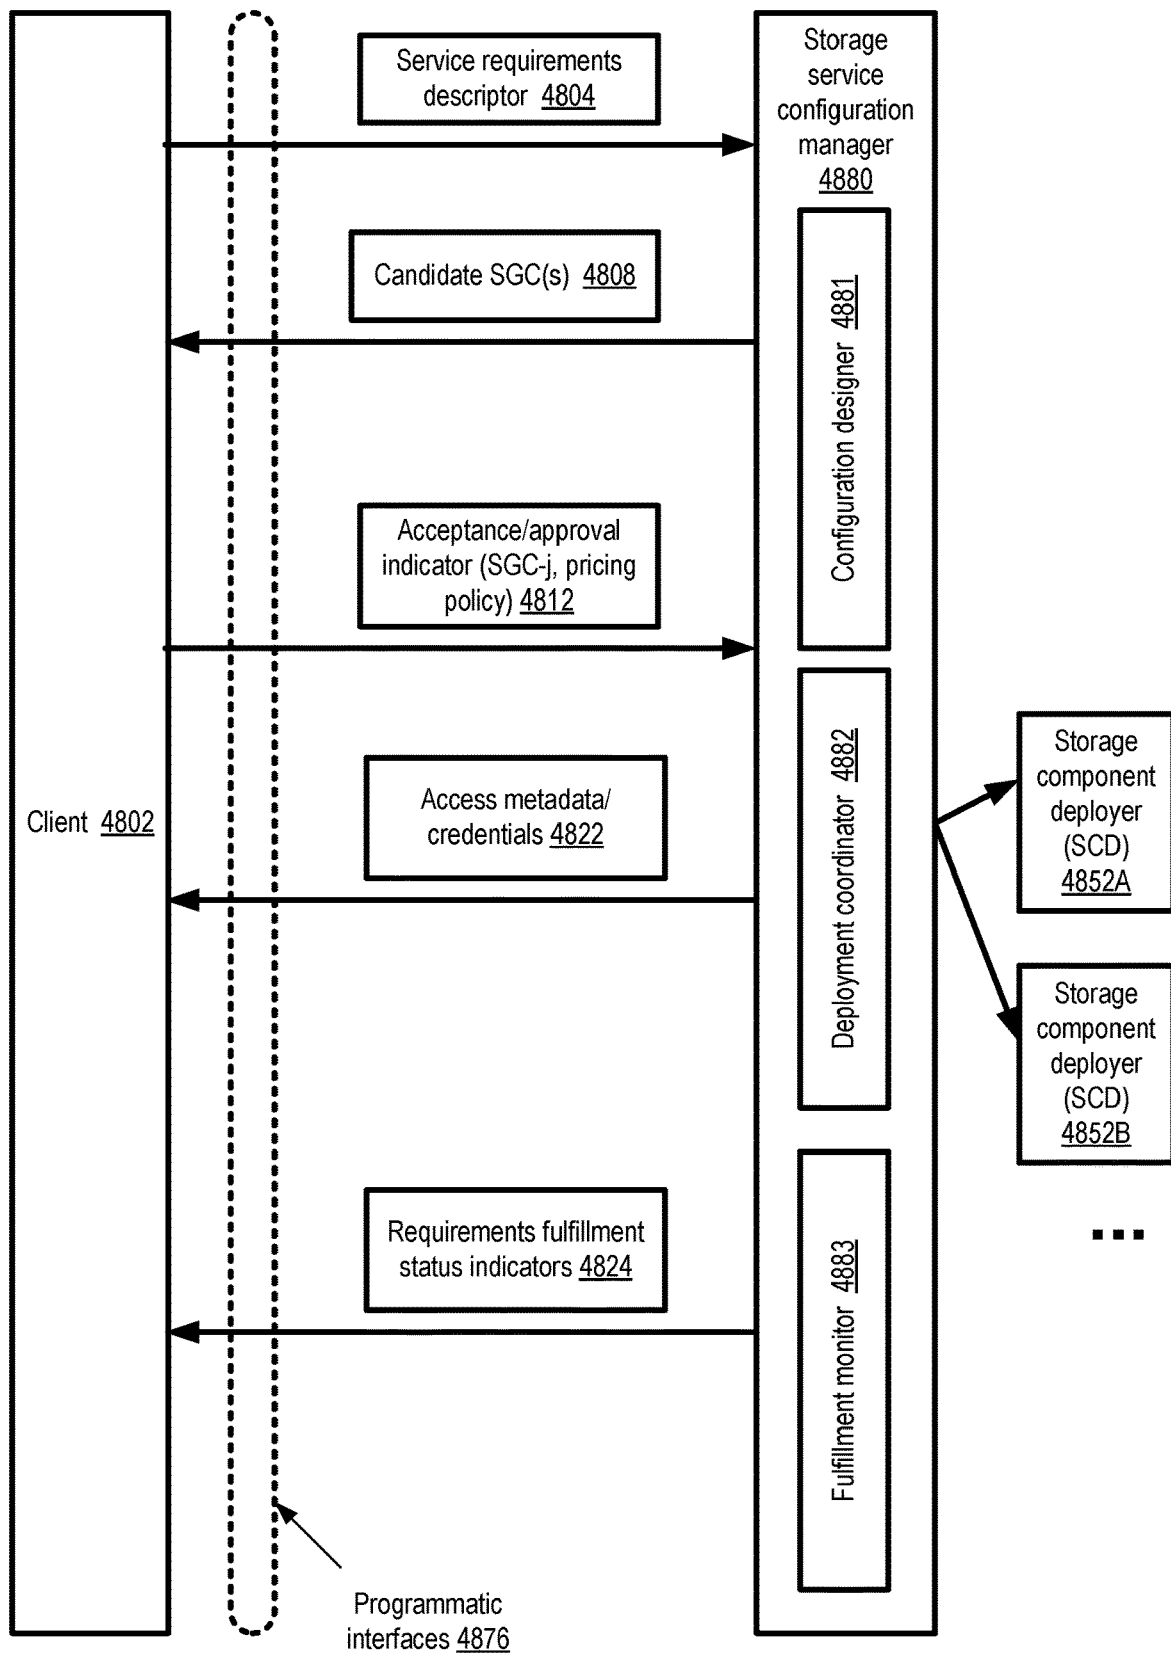 Service requirements
descriptor 4804
Storage
service
configuration
manager
4880
Candidate SGC(s) 4808
Configuration designer 4881
Acceptance/approval
indicator (SGC-j, pricing
policy) 4812
Client 4802
Access metadata/
credentials 4822
Deployment coordinator 4882
Storage
component
deployer
(SCD)
4852A
Storage
component
deployer
(SCD)
4852B
...
Requirements fulfillment
status indicators 4824
Fulfillment monitor 4883
Programmatic
interfaces 4876